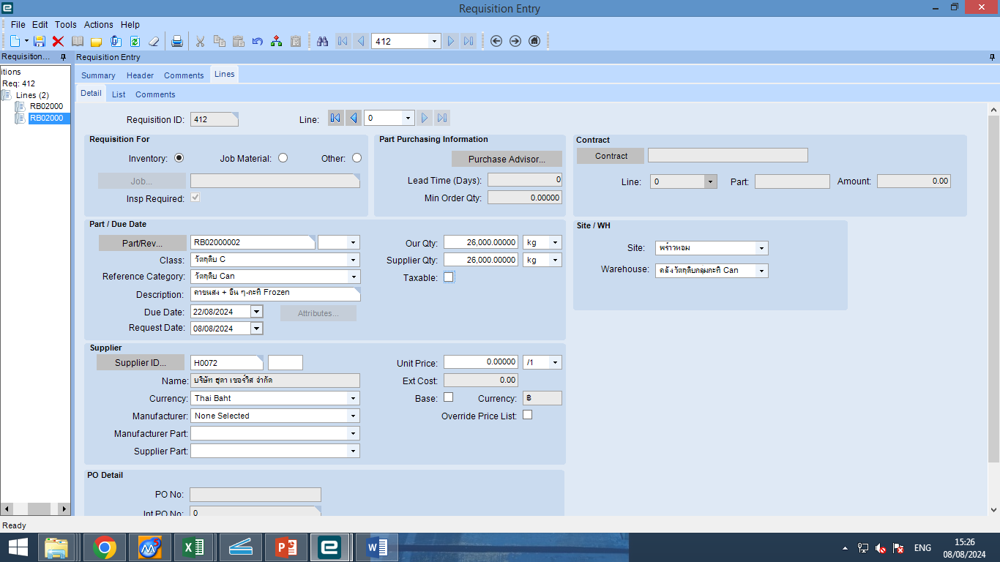 Requisition Entry
File Edit Tools Actions Help
412
Requisition... Requisition Entry
itions
Req: 412
Lines (2)
RB02000
RB02000
Summary Header Comments Lines
Detail List Comments
Requisition ID: 412 Line: 0
Requisition For
Inventory: Job Material: Other:
Job...
Insp Required:
Part Purchasing Information
Purchase Advisor...
Lead Time (Days): 0
Min Order Qty: 0.00000
Contract
Contract
Line: 0 Part: Amount: 0.00
Part / Due Date
Part/Rev... RB02000002
Class: วัตถุดิบ C
Reference Category: วัตถุดิบ Can
Description: คาขนส่ง + อื่น ๆ-กะทิ Frozen
Due Date: 22/08/2024 Attributes...
Request Date: 08/08/2024
Our Qty: 26,000.00000 kg
Supplier Qty: 26,000.00000 kg
Taxable:
Site / WH
Site: พร้าวหอม
Warehouse: คลังวัตถุดิบกลุ่มกะทิ Can
Supplier
Supplier ID... H0072
Name: บริษัท ฮุดา เซอร์วิส จำกัด
Currency: Thai Baht
Manufacturer: None Selected
Manufacturer Part:
Supplier Part:
Unit Price: 0.00000 /1
Ext Cost: 0.00
Base: Currency: ฿
Override Price List:
PO Detail
PO No:
Int PO No: 0
Ready
ENG
15:26
08/08/2024